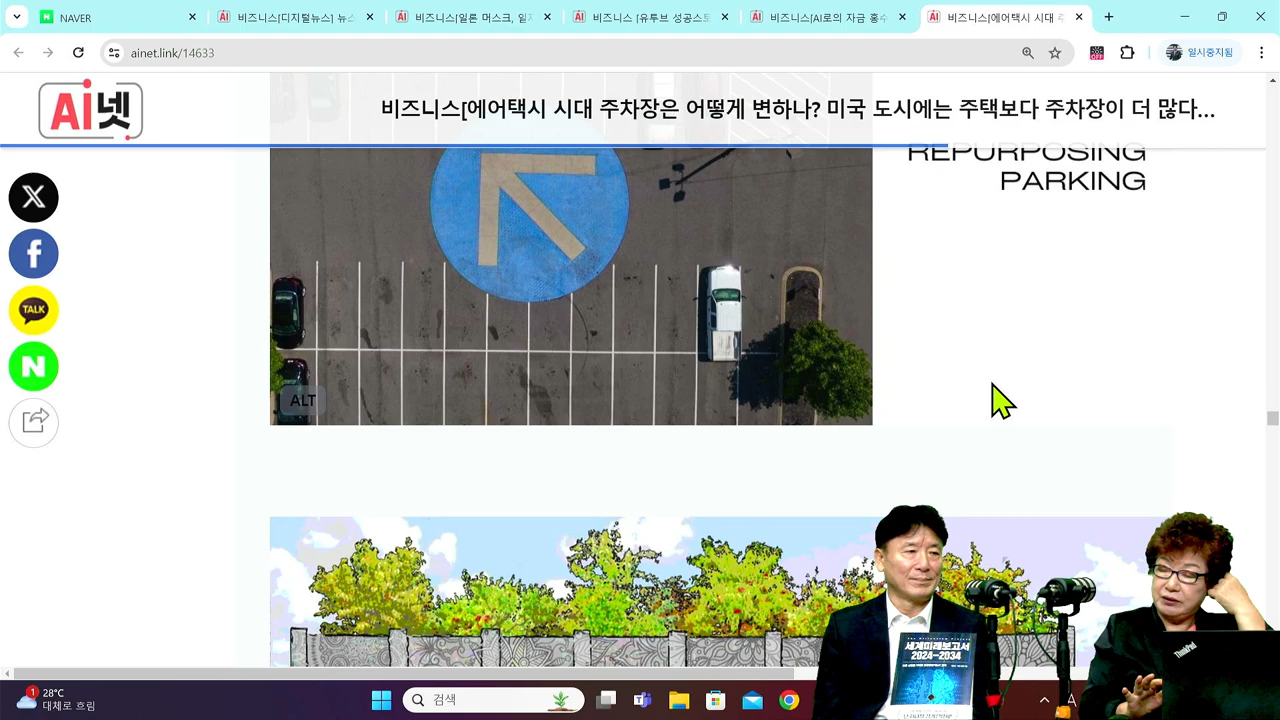 NAVER
비즈니스[디지털뉴스] 뉴스
비즈니스[일론 머스크, 일자
비즈니스 [유투브 성공스토
비즈니스[AI로의 자금 홍수
비즈니스[에어택시 시대 주
ainet.link/14633
OFF
일시중지됨
Ai넷
비즈니스[에어택시 시대 주차장은 어떻게 변하나? 미국 도시에는 주택보다 주차장이 더 많다...
REPURPOSING
PARKING
TALK
N
ALT
세계미래보고서
2024-2034
ThinkPad
1
28°C
대체로 흐림
검색
A